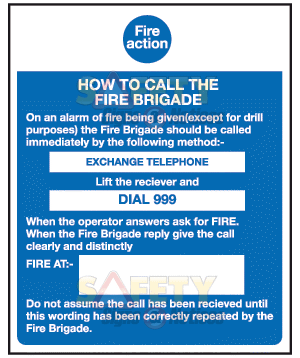 Fire
action
HOW TO CALL THE
FIRE BRIGADE
On an alarm of fire being given(except for drill
purposes) the Fire Brigade should be called
immediately by the following method:-
EXCHANGE TELEPHONE
Lift the reciever and
DIAL 999
When the operator answers ask for FIRE.
When the Fire Brigade reply give the call
clearly and distinctly
FIRE AT:-
SAFETY
Do not assume the call has been recieved until
this wording has been correctly repeated by the
Fire Brigade.